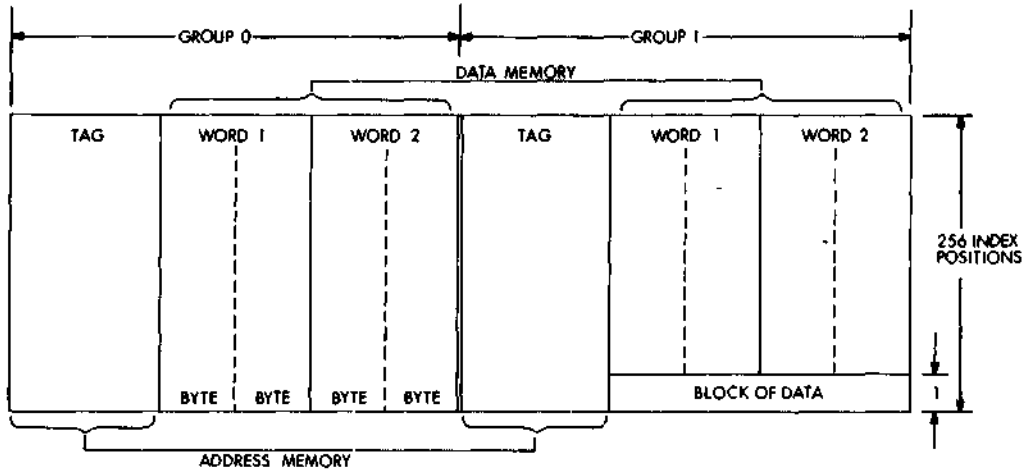 GROUP 0 GROUP 1
DATA MEMORY
TAG WORD 1 WORD 2 TAG WORD 1 WORD 2
256 INDEX
POSITIONS
BYTE BYTE BYTE BYTE BLOCK OF DATA 1
ADDRESS MEMORY